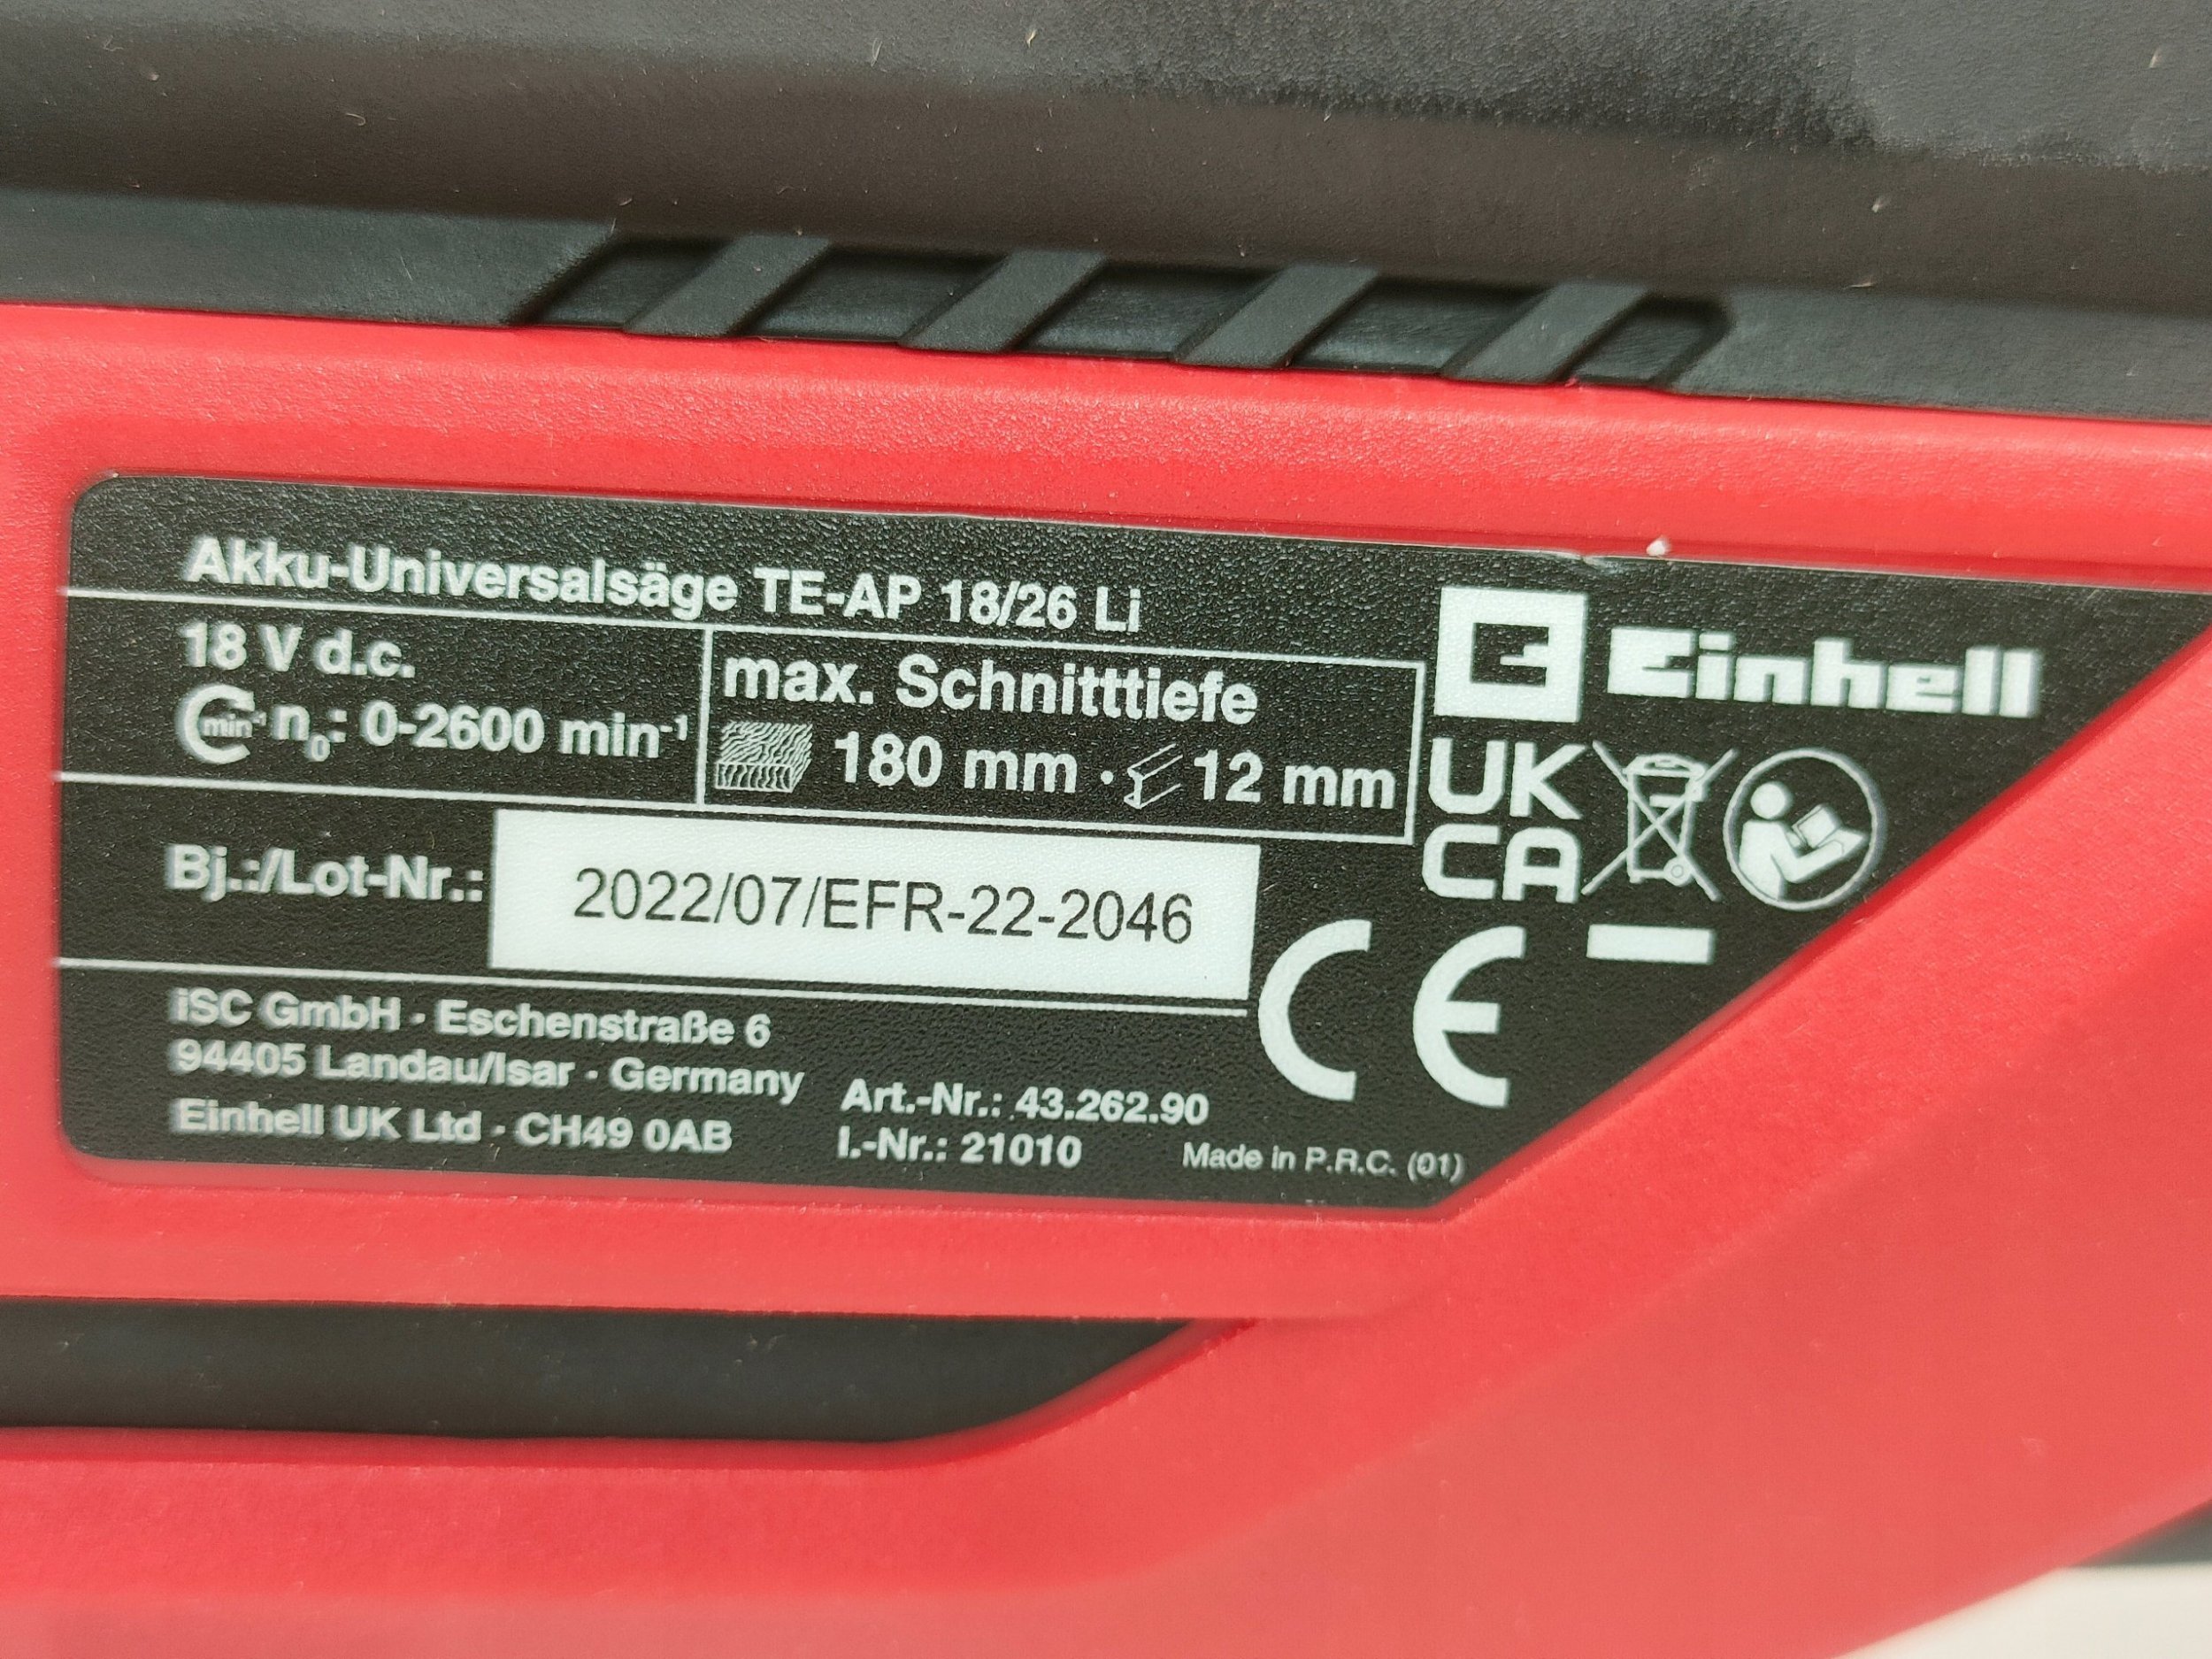 Akku-Universalsäge TE-AP 18/26 Li
18 V d.c.
min⁻¹ n₀: 0-2600 min⁻¹
max. Schnitttiefe
180 mm · 12 mm
Einhell
UK
CA
Bj.:/Lot-Nr.: 2022/07/EFR-22-2046
CE
iSC GmbH - Eschenstraße 6
94405 Landau/Isar - Germany
Einhell UK Ltd - CH49 0AB
Art.-Nr.: 43.262.90
I.-Nr.: 21010
Made in P.R.C. (01)